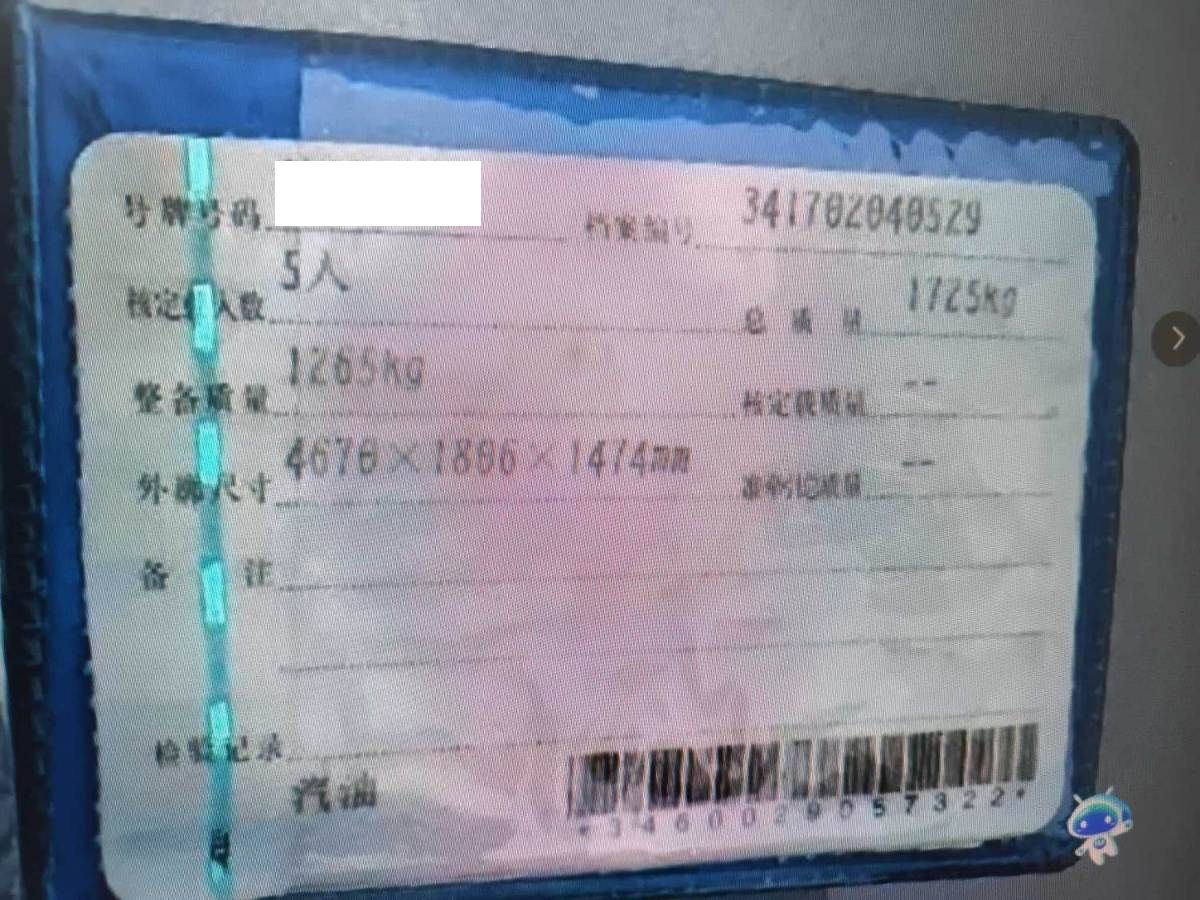 号牌号码 档案编号 341702040529
核定载人数 5人 总质量 1725kg
整备质量 1265kg 核定载质量 --
外廓尺寸 4670×1806×1474mm 准牵引总质量 --
备注
检验记录
汽油
*3460029057322*